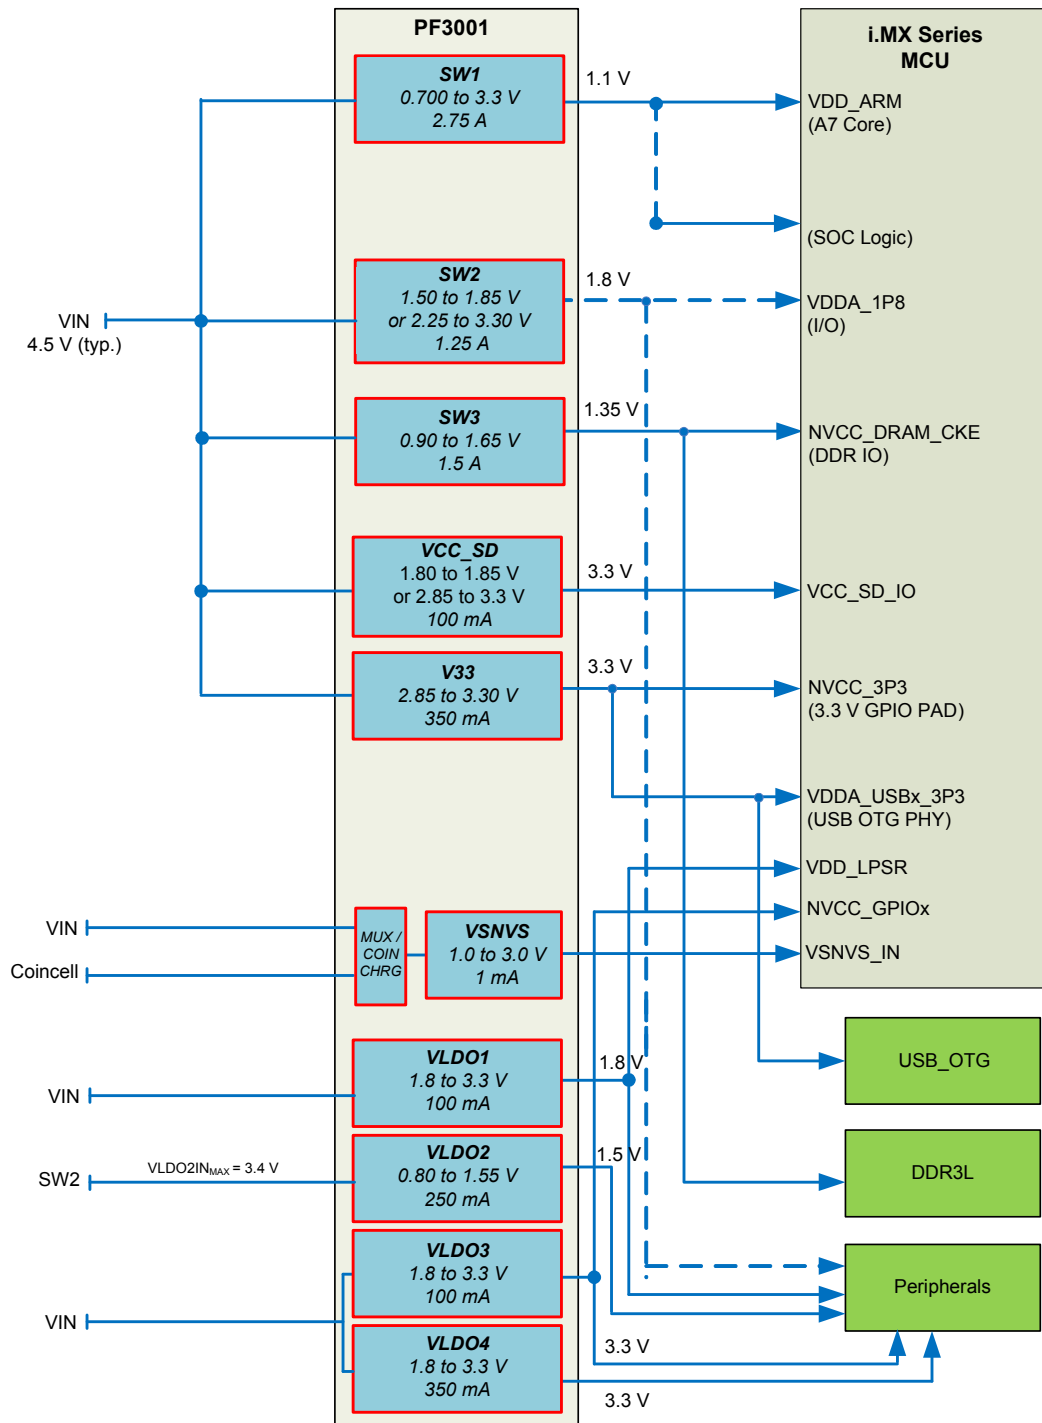 PF3001
i.MX Series
MCU
SW1
0.700 to 3.3 V
2.75 A
1.1 V
VDD_ARM
(A7 Core)
(SOC Logic)
SW2
1.50 to 1.85 V
or 2.25 to 3.30 V
1.25 A
1.8 V
VDDA_1P8
(I/O)
VIN
4.5 V (typ.)
SW3
0.90 to 1.65 V
1.5 A
1.35 V
NVCC_DRAM_CKE
(DDR IO)
VCC_SD
1.80 to 1.85 V
or 2.85 to 3.3 V
100 mA
3.3 V
VCC_SD_IO
V33
2.85 to 3.30 V
350 mA
3.3 V
NVCC_3P3
(3.3 V GPIO PAD)
VDDA_USBx_3P3
(USB OTG PHY)
VDD_LPSR
NVCC_GPIOx
VSNVS_IN
VIN
Coincell
MUX /
COIN
CHRG
VSNVS
1.0 to 3.0 V
1 mA
USB_OTG
VIN
VLDO1
1.8 to 3.3 V
100 mA
1.8 V
SW2
VLDO2IN_MAX = 3.4 V
VLDO2
0.80 to 1.55 V
250 mA
1.5 V
DDR3L
VIN
VLDO3
1.8 to 3.3 V
100 mA
Peripherals
3.3 V
VLDO4
1.8 to 3.3 V
350 mA
3.3 V